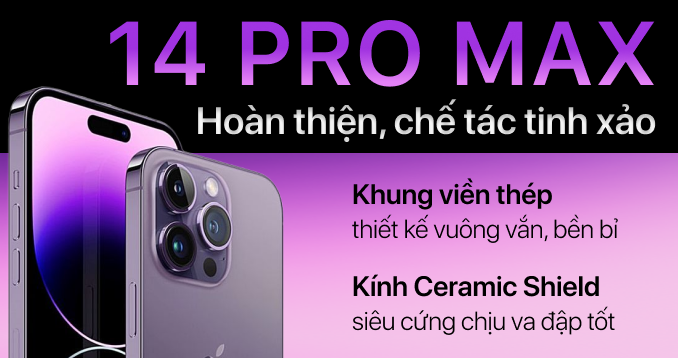 14 PRO MAX
Hoàn thiện, chế tác tinh xảo
Khung viền thép
thiết kế vuông vắn, bền bỉ
Kính Ceramic Shield
siêu cứng chịu va đập tốt